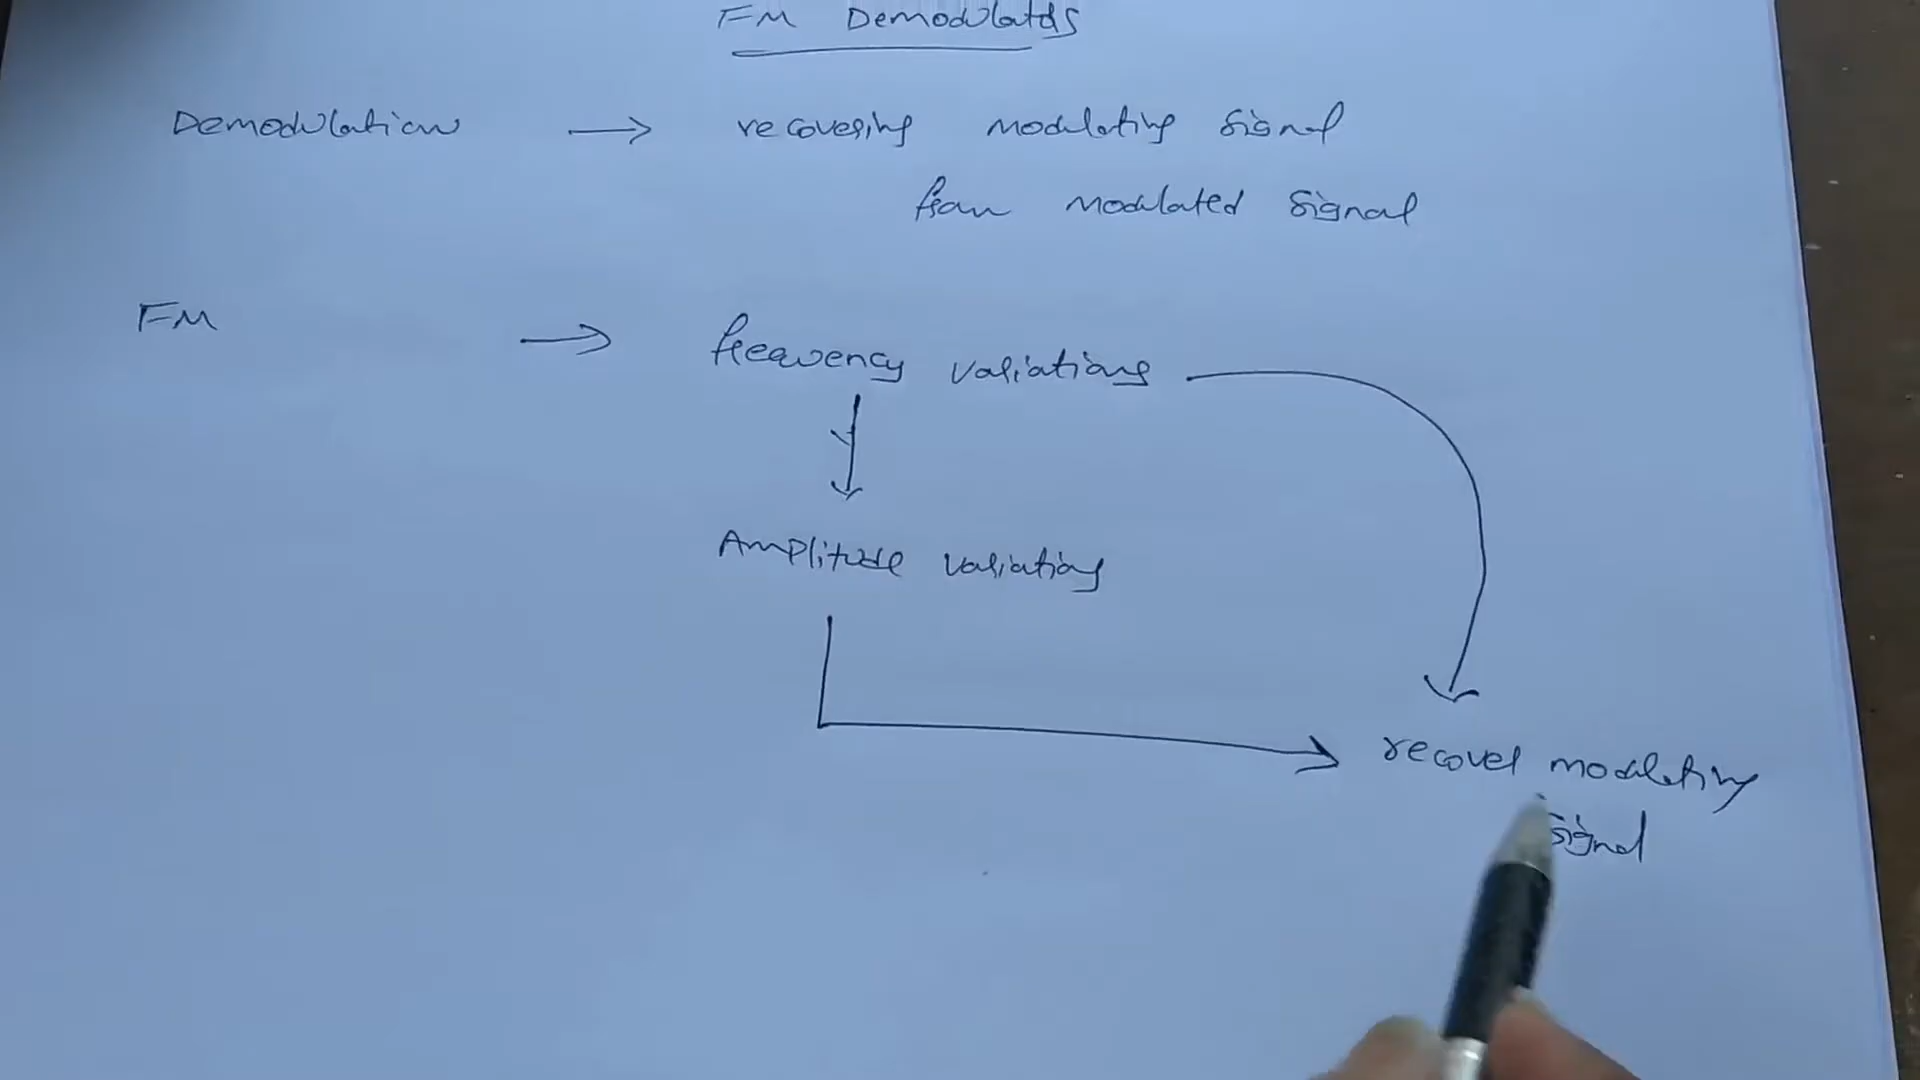 FM Demodulators
Demodulation → recovering modulating signal
from modulated signal
FM → frequency variations
Amplitude variations
recover modulating
signal